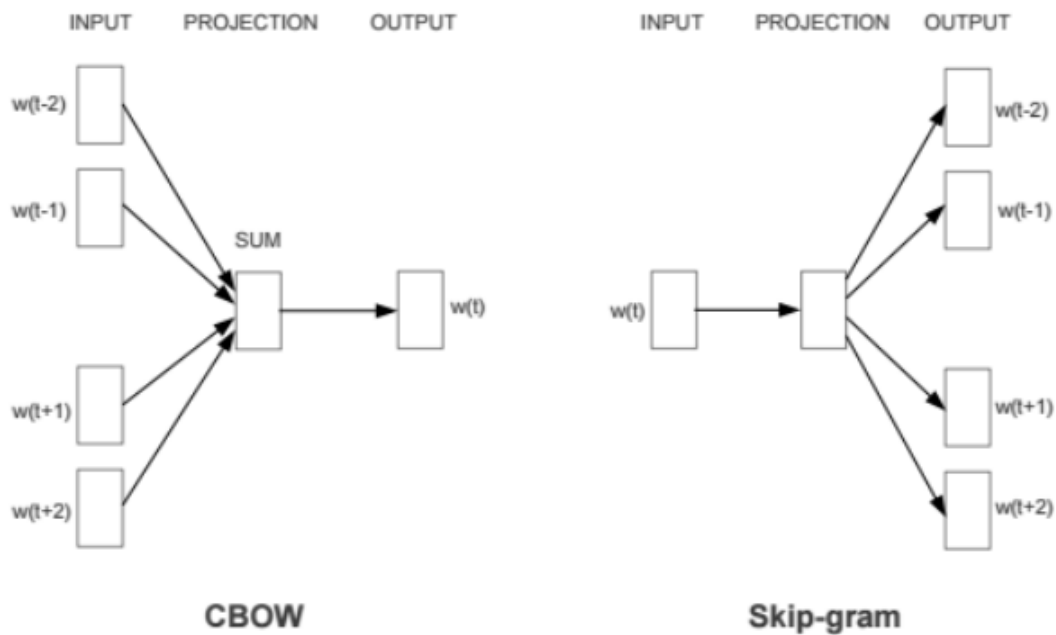 INPUT PROJECTION OUTPUT
w(t-2)
w(t-1)
SUM
w(t)
w(t+1)
w(t+2)
CBOW
INPUT PROJECTION OUTPUT
w(t-2)
w(t-1)
w(t)
w(t+1)
w(t+2)
Skip-gram